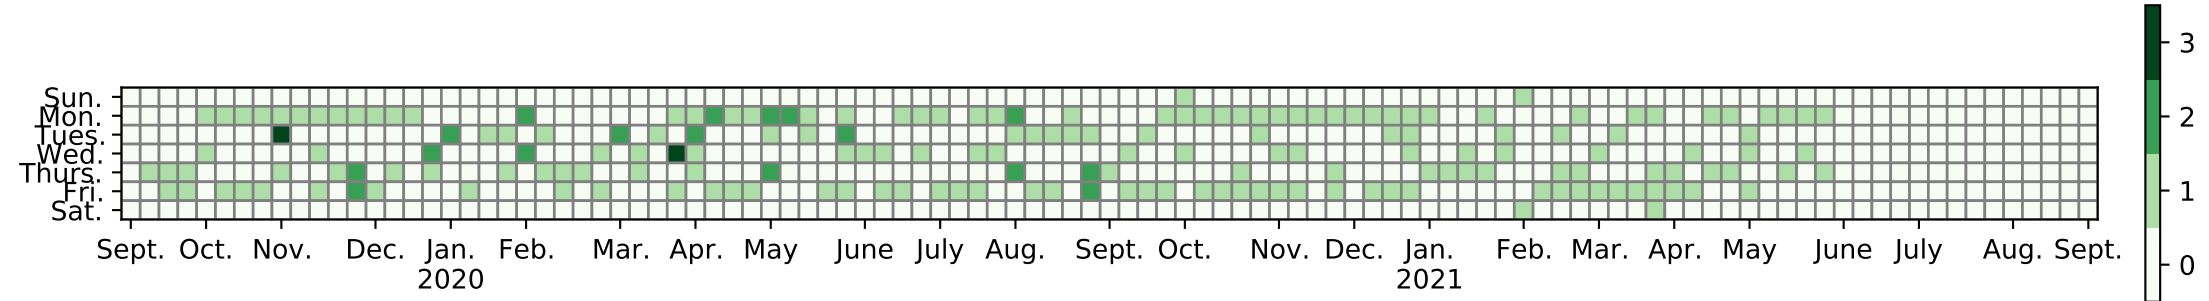 Sun.
Mon.
Tues.
Wed.
Thurs.
Fri.
Sat.
Sept. Oct. Nov. Dec. Jan. Feb. Mar. Apr. May June July Aug. Sept. Oct. Nov. Dec. Jan. Feb. Mar. Apr. May June July Aug. Sept.
2020 2021
3
2
1
0